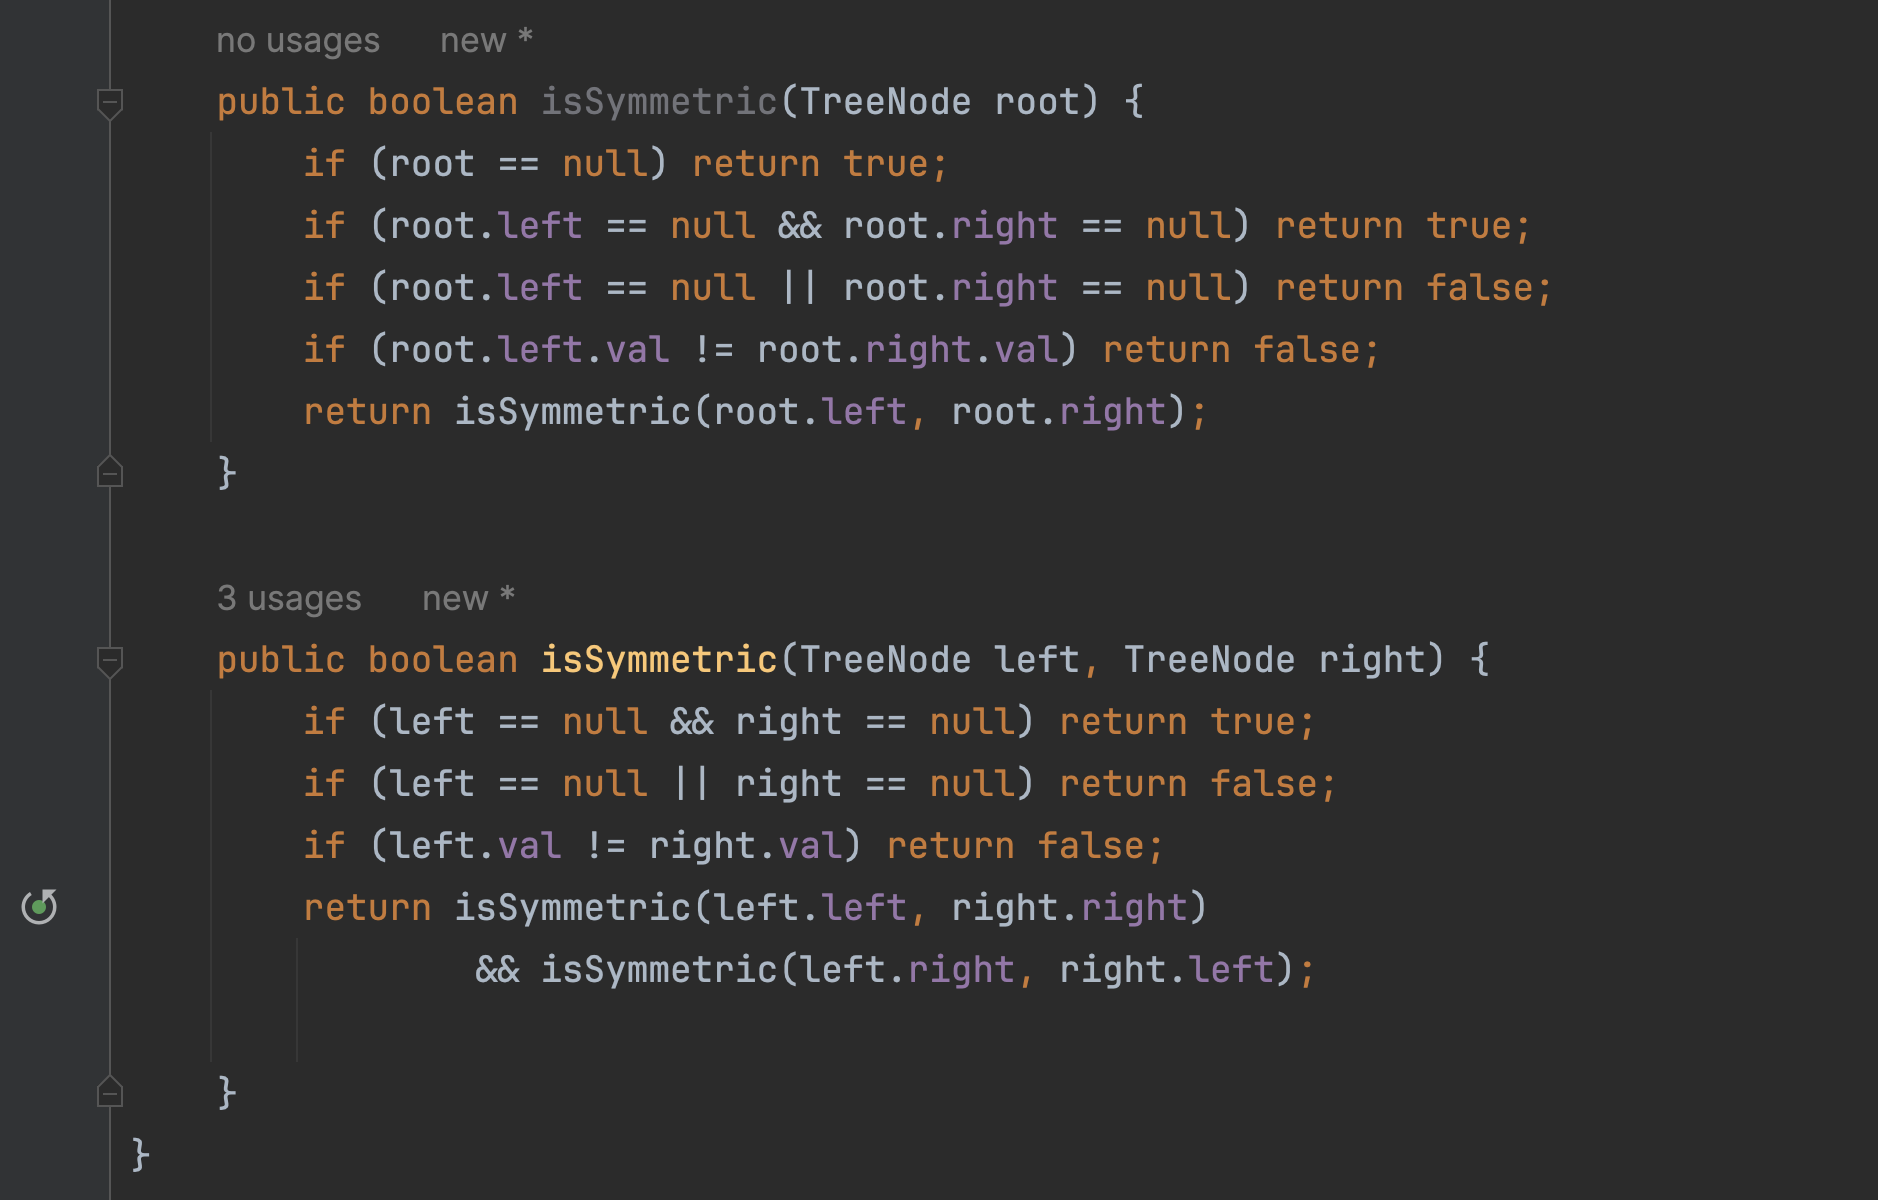 no usages new *
public boolean isSymmetric(TreeNode root) {
if (root == null) return true;
if (root.left == null && root.right == null) return true;
if (root.left == null || root.right == null) return false;
if (root.left.val != root.right.val) return false;
return isSymmetric(root.left, root.right);
}
3 usages new *
public boolean isSymmetric(TreeNode left, TreeNode right) {
if (left == null && right == null) return true;
if (left == null || right == null) return false;
if (left.val != right.val) return false;
return isSymmetric(left.left, right.right)
&& isSymmetric(left.right, right.left);
}
}